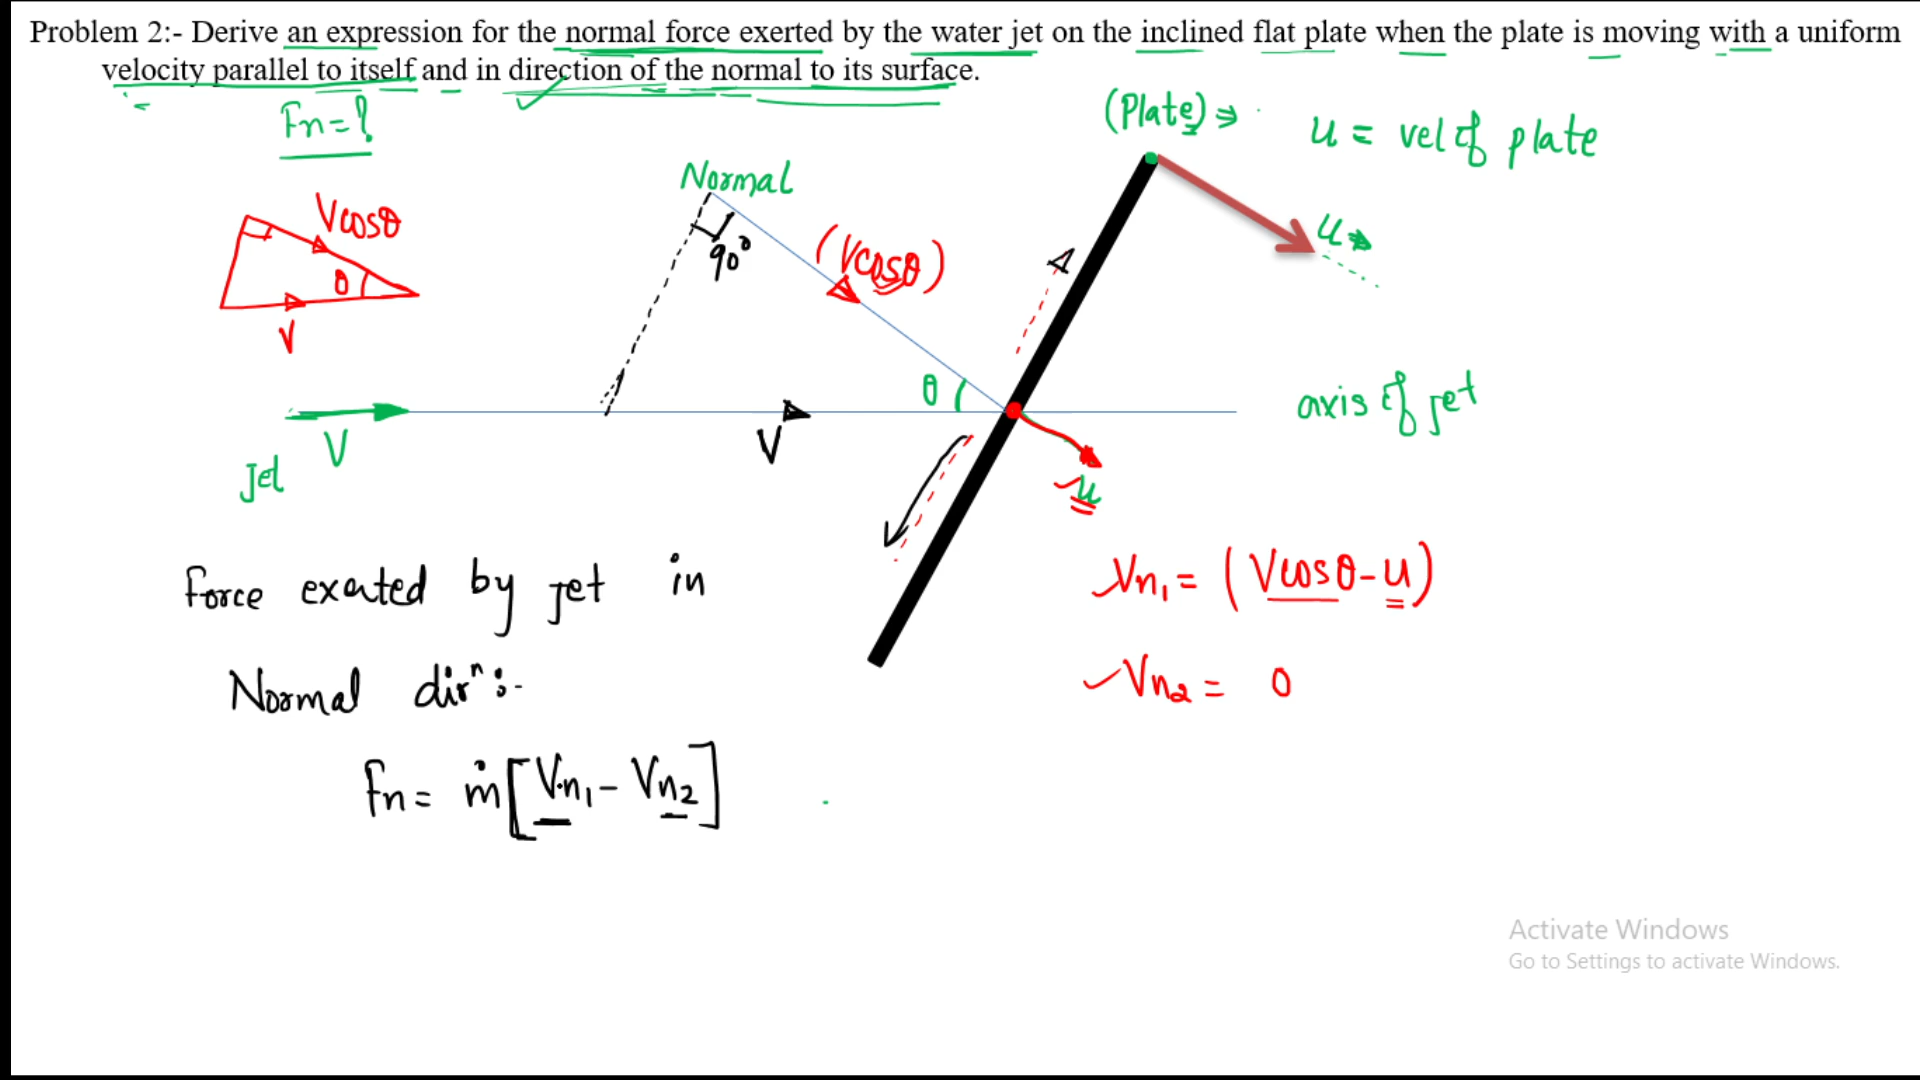 Problem 2:- Derive an expression for the normal force exerted by the water jet on the inclined flat plate when the plate is moving with a uniform
velocity parallel to itself and in direction of the normal to its surface.
Fn = ?
(Plate) ⇒ u = vel of plate
Normal
Vcosθ
θ
V
90°
(Vcosθ)
u
θ
axis of jet
V
V
Jet
u
Force exerted by jet in
Normal dirⁿ :-
Vn₁ = (Vcosθ - u)
Vn₂ = 0
Fn = ṁ [Vn₁ - Vn₂]
Activate Windows
Go to Settings to activate Windows.